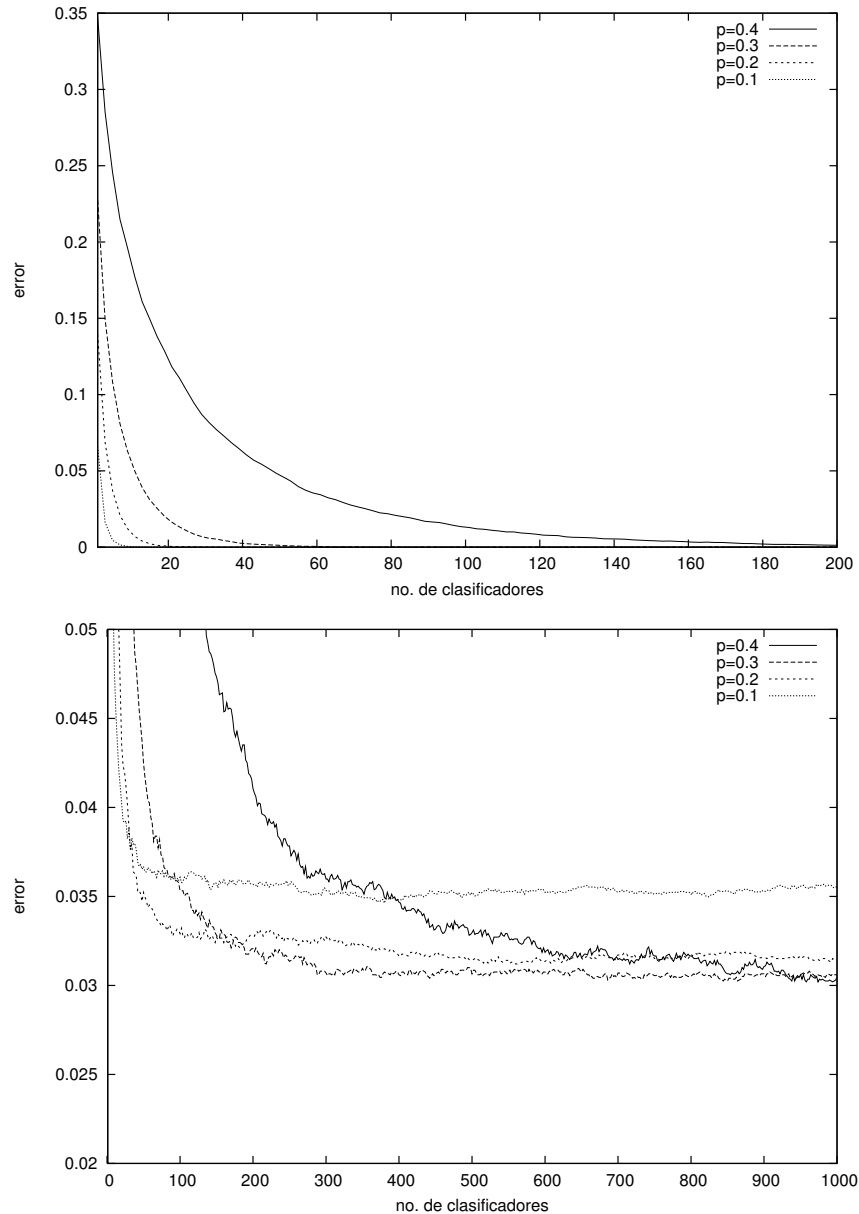 0.35
0.3
0.25
0.2
0.15
0.1
0.05
0
error
p=0.4
p=0.3
p=0.2
p=0.1
20 40 60 80 100 120 140 160 180 200
no. de clasificadores
0.05
0.045
0.04
0.035
0.03
0.025
0.02
error
p=0.4
p=0.3
p=0.2
p=0.1
0 100 200 300 400 500 600 700 800 900 1000
no. de clasificadores